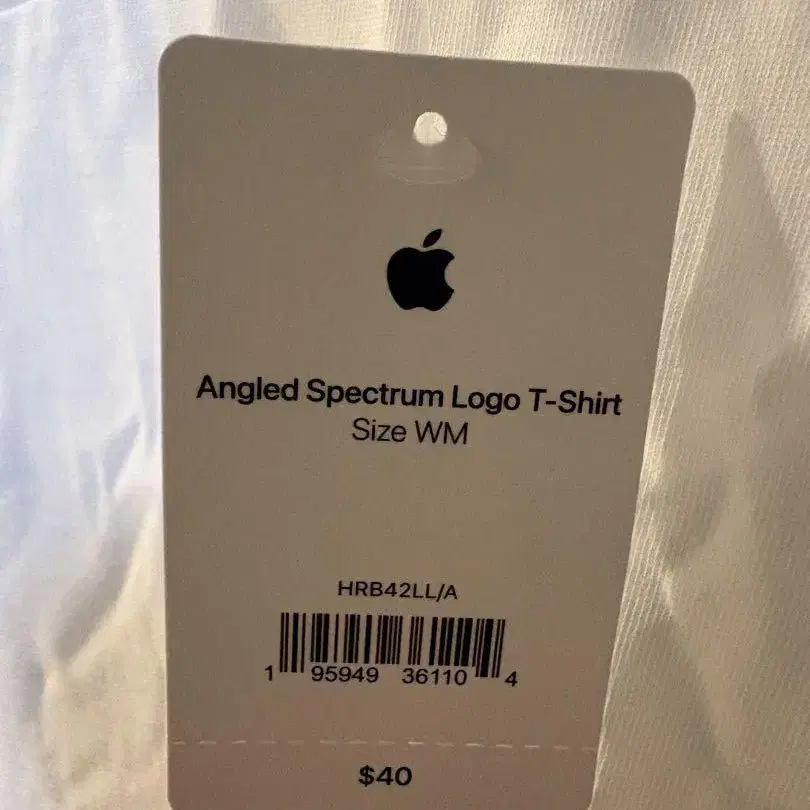 Angled Spectrum Logo T-Shirt
Size WM
HRB42LL/A
1 95949 36110 4
$40